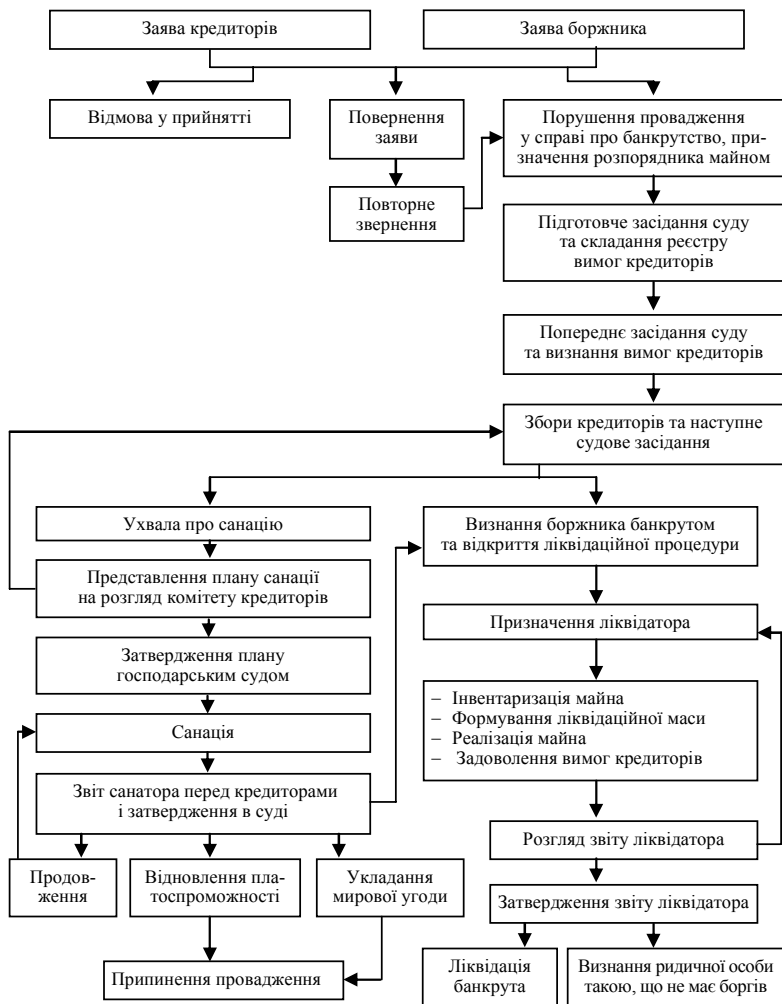 Заява кредиторів
Заява боржника
Відмова у прийнятті
Повернення
заяви
Порушення провадження
у справі про банкрутство, при-
значення розпорядника майном
Повторне
звернення
Підготовче засідання суду
та складання реєстру
вимог кредиторів
Попереднє засідання суду
та визнання вимог кредиторів
Збори кредиторів та наступне
судове засідання
Ухвала про санацію
Визнання боржника банкрутом
та відкриття ліквідаційної процедури
Представлення плану санації
на розгляд комітету кредиторів
Призначення ліквідатора
Затвердження плану
господарським судом
– Інвентаризація майна
– Формування ліквідаційної маси
– Реалізація майна
– Задоволення вимог кредиторів
Санація
Звіт санатора перед кредиторами
і затвердження в суді
Розгляд звіту ліквідатора
Продов-
ження
Відновлення пла-
тоспроможності
Укладання
мирової угоди
Затвердження звіту ліквідатора
Припинення провадження
Ліквідація
банкрута
Визнання ридичної особи
такою, що не має боргів